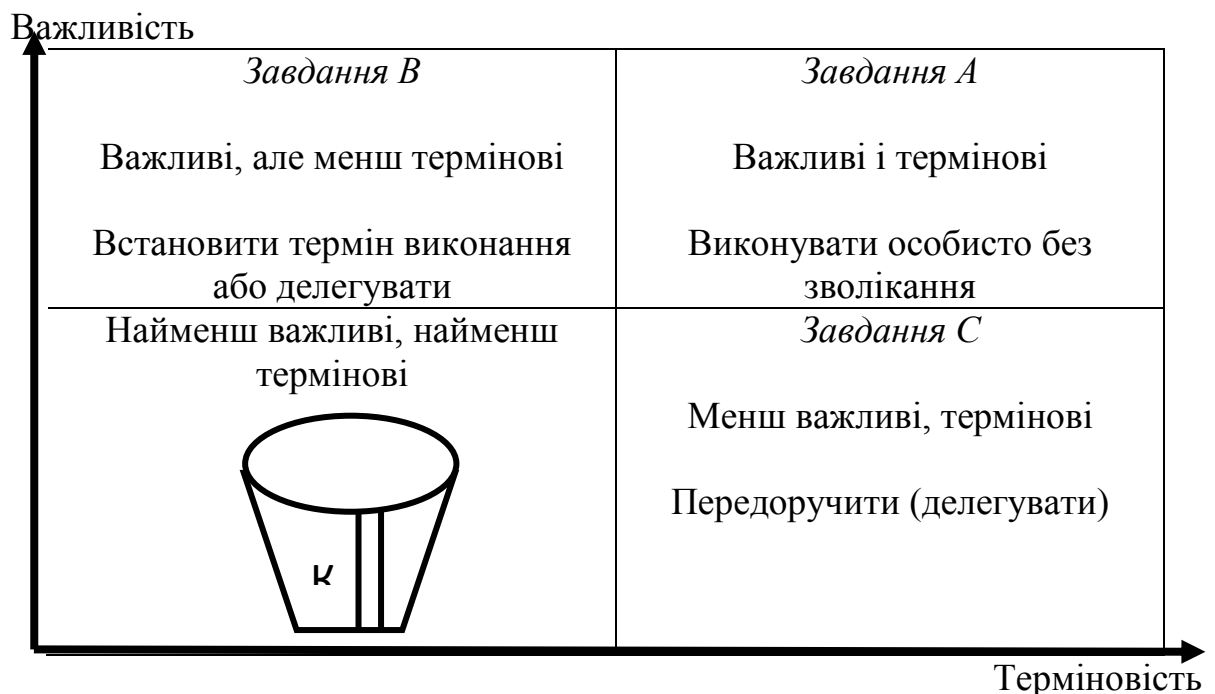 Важливість
Завдання В
Важливі, але менш термінові
Встановити термін виконання
або делегувати
Завдання А
Важливі і термінові
Виконувати особисто без
зволікання
Найменш важливі, найменш
термінові
Завдання С
Менш важливі, термінові
Передоручити (делегувати)
Терміновість